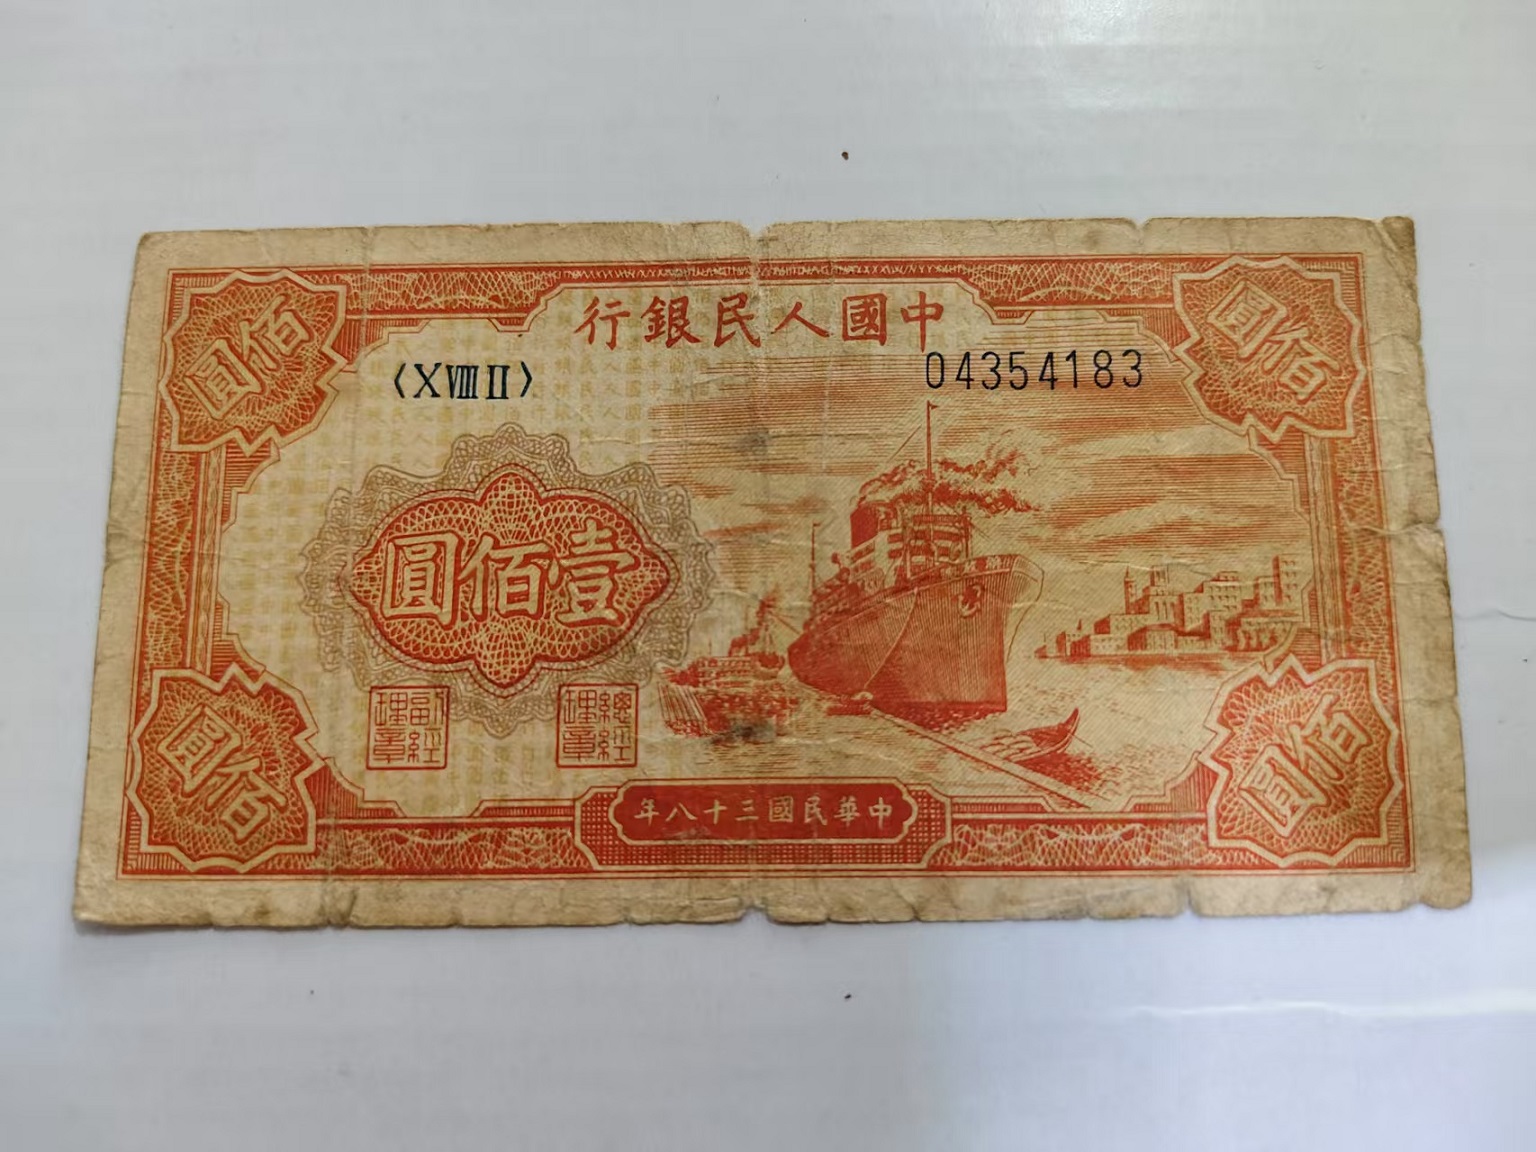 中國人民銀行
〈XⅧⅡ〉
04354183
佰圓
佰圓
壹佰圓
總經理章
副經理章
佰圓
佰圓
中華民國三十八年